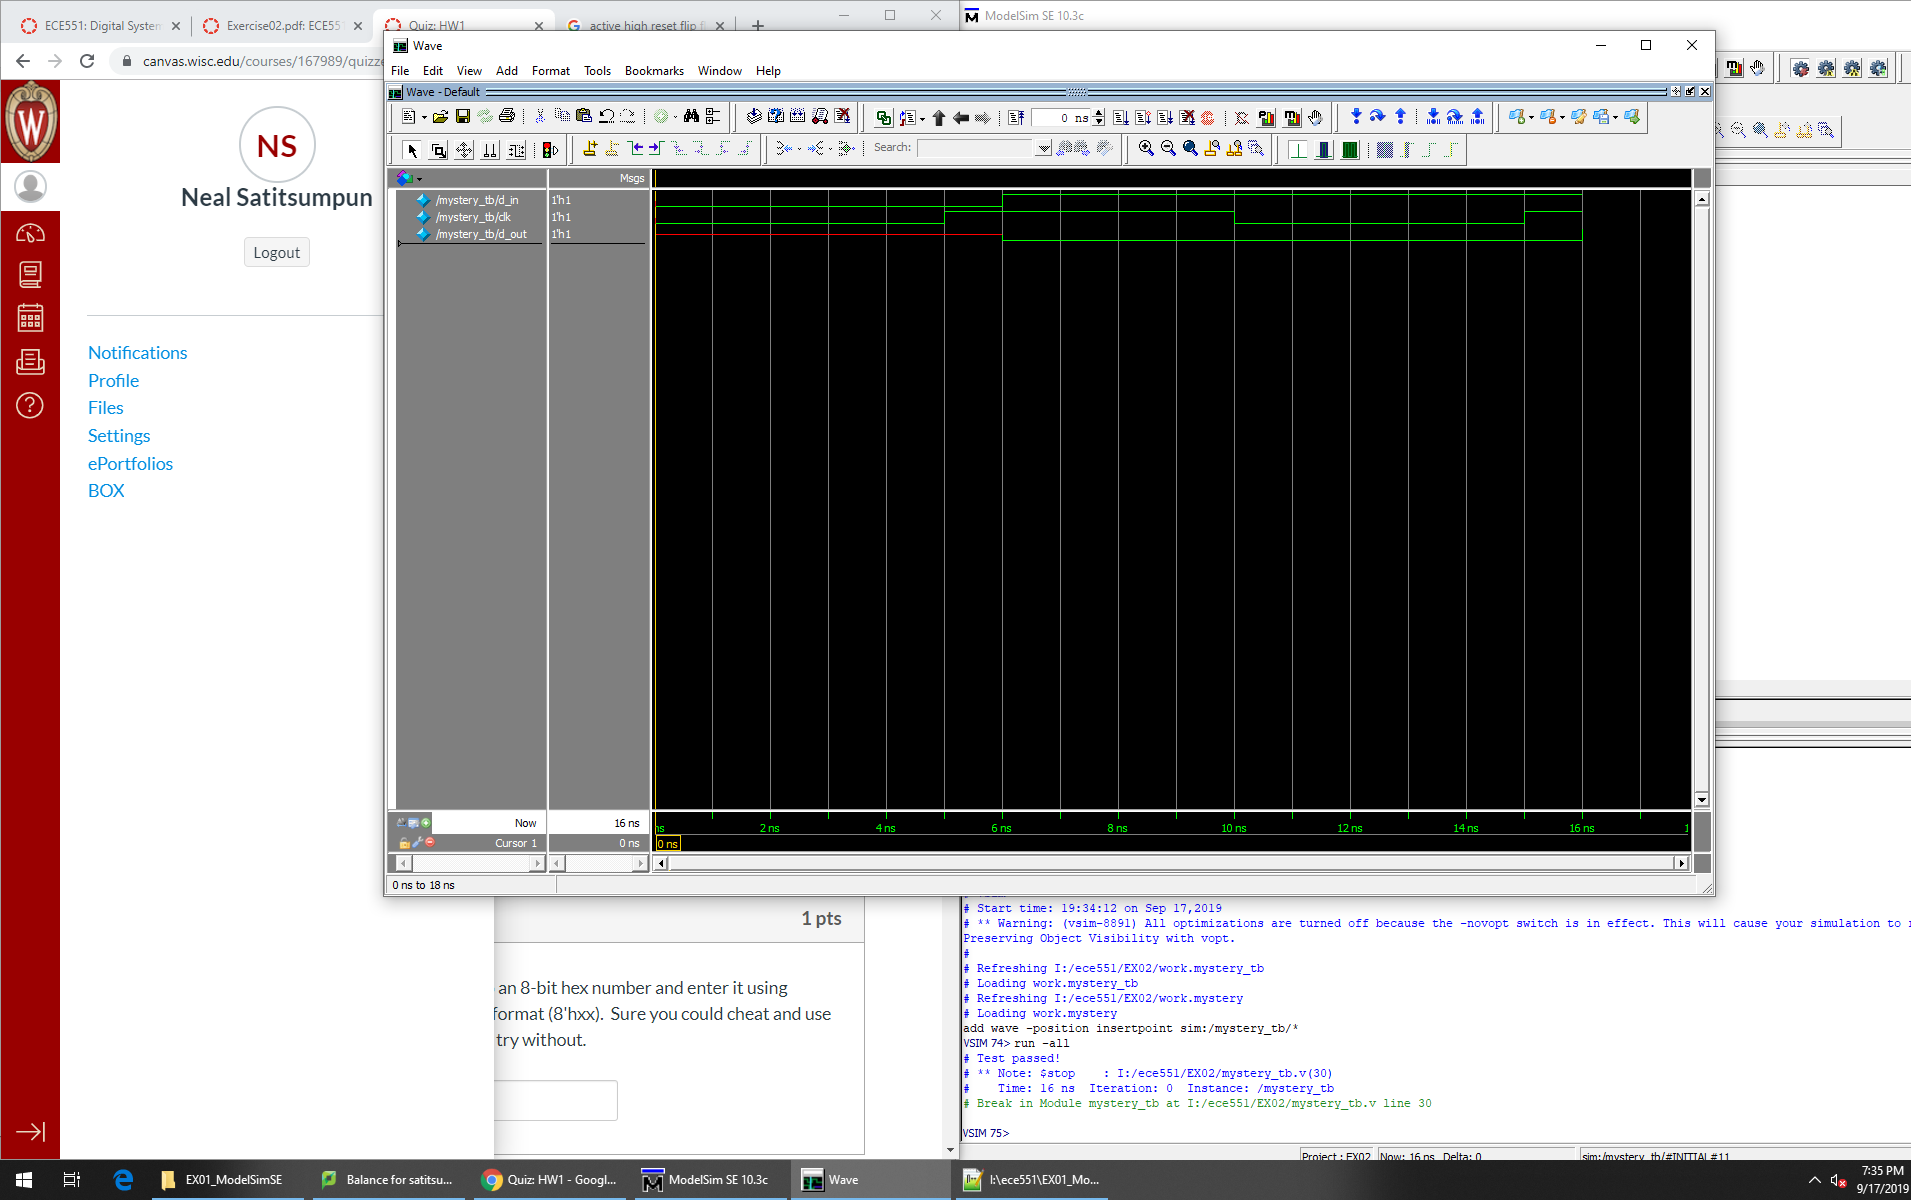 ECE551: Digital System
Exercise02.pdf: ECE55
Quiz: HW1
active high reset flip f
ModelSim SE 10.3c
canvas.wisc.edu/courses/167989/quizze
W
NS
Neal Satitsumpun
Logout
Notifications
Profile
Files
Settings
ePortfolios
BOX
Wave
File Edit View Add Format Tools Bookmarks Window Help
Wave - Default
0 ns
Search:
Msgs
/mystery_tb/d_in 1'h1
/mystery_tb/clk 1'h1
/mystery_tb/d_out 1'h1
Now 16 ns
Cursor 1 0 ns
ns 2 ns 4 ns 6 ns 8 ns 10 ns 12 ns 14 ns 16 ns 1
0 ns
0 ns to 18 ns
1 pts
an 8-bit hex number and enter it using
format (8'hxx). Sure you could cheat and use
try without.
# Start time: 19:34:12 on Sep 17,2019
# ** Warning: (vsim-8891) All optimizations are turned off because the -novopt switch is in effect. This will cause your simulation to r
Preserving Object Visibility with vopt.
#
# Refreshing I:/ece551/EX02/work.mystery_tb
# Loading work.mystery_tb
# Refreshing I:/ece551/EX02/work.mystery
# Loading work.mystery
add wave -position insertpoint sim:/mystery_tb/*
VSIM 74> run -all
# Test passed!
# ** Note: $stop    : I:/ece551/EX02/mystery_tb.v(30)
#    Time: 16 ns  Iteration: 0  Instance: /mystery_tb
# Break in Module mystery_tb at I:/ece551/EX02/mystery_tb.v line 30
VSIM 75>
Project : EX02 Now: 16 ns Delta: 0 sim:/mystery_tb/#INITIAL#11
EX01_ModelSimSE
Balance for satitsu...
Quiz: HW1 - Googl...
ModelSim SE 10.3c
Wave
I:\ece551\EX01_Mo...
7:35 PM
9/17/2019